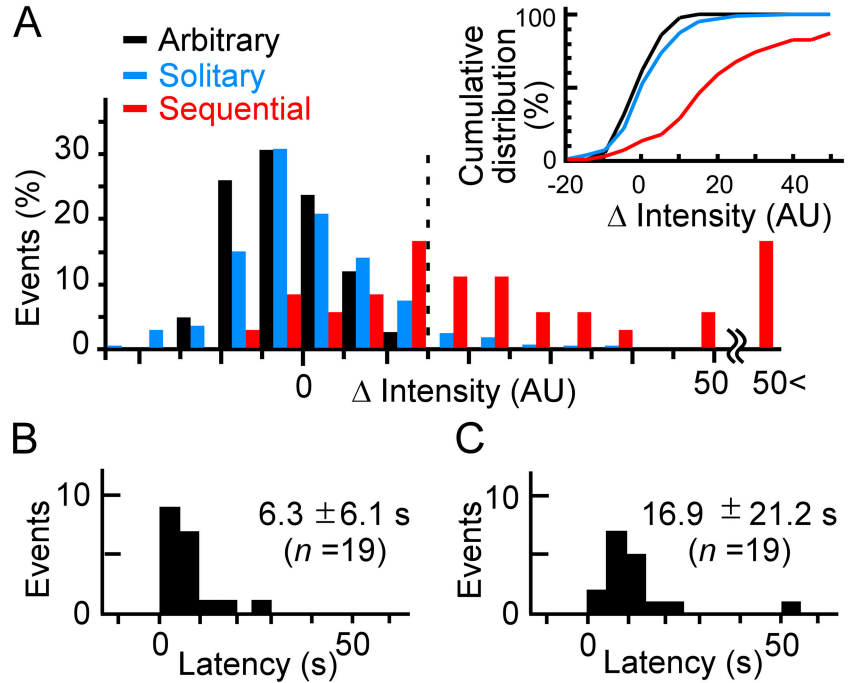 A
Arbitrary
Solitary
Sequential
Events (%)
30
20
10
0
0
50
50<
Δ Intensity (AU)
Cumulative
distribution
(%)
100
0
-20
0
20
40
Δ Intensity (AU)
B
Events
10
0
6.3 ±6.1 s
(n =19)
0
50
Latency (s)
C
Events
10
0
16.9 ±21.2 s
(n =19)
0
50
Latency (s)